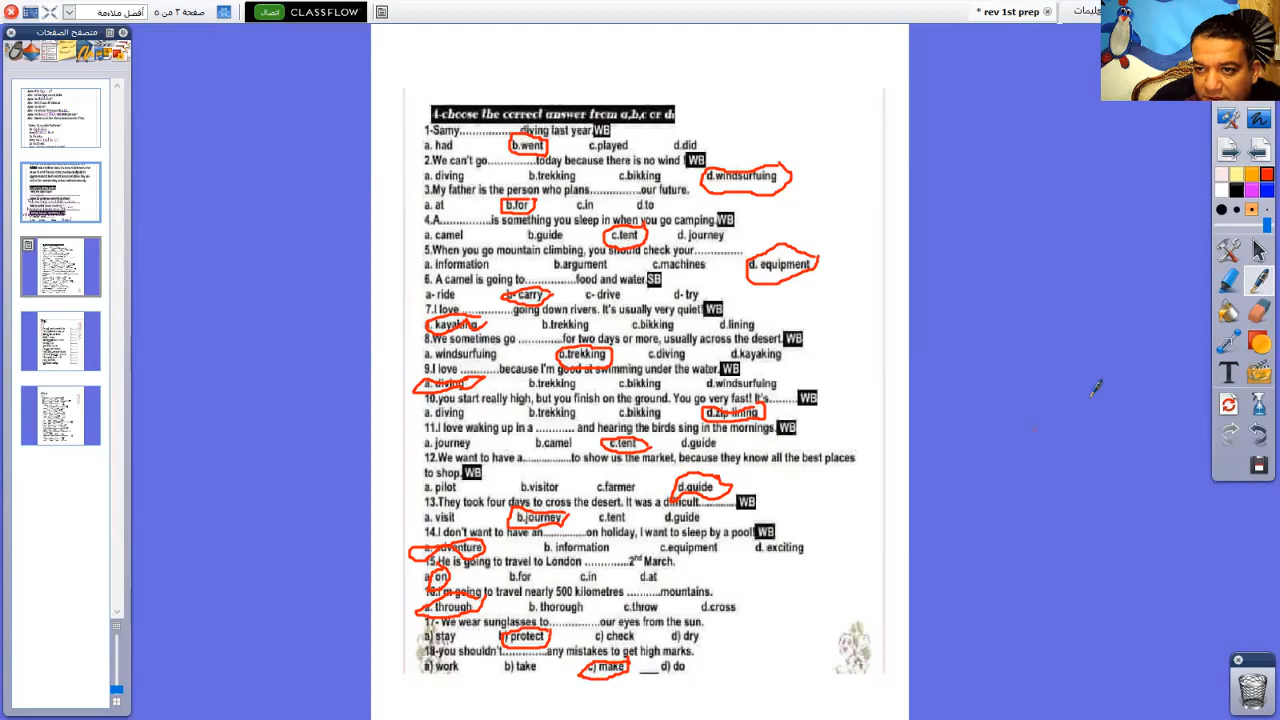 أفضل ملاءمة
صفحة ٢ من ٥
اتصال CLASSFLOW
* rev 1st prep
تعليمات
متصفح الصفحات
4-choose the correct answer from a,b,c or d:
1-Samy................diving last year.WB
a. had b.went c.played d.did
2.We can't go.............today because there is no wind !WB
a. diving b.trekking c.bikking d.windsurfuing
3.My father is the person who plans..............our future.
a. at b.for c.in d.to
4.A..............is something you sleep in when you go camping.WB
a. camel b.guide c.tent d. journey
5.When you go mountain climbing, you should check your.............
a. information b.argument c.machines d. equipment
6. A camel is going to..............food and water.SB
a- ride b- carry c- drive d- try
7.I love ..............going down rivers. It's usually very quiet!WB
a. kayaking b.trekking c.bikking d.lining
8.We sometimes go .............for two days or more, usually across the desert.WB
a. windsurfuing b.trekking c.diving d.kayaking
9.I love ...........because I'm good at swimming under the water.WB
a. diving b.trekking c.bikking d.windsurfuing
10.you start really high, but you finish on the ground. You go very fast! It's.........WB
a. diving b.trekking c.bikking d.zip-lining
11.I love waking up in a ............ and hearing the birds sing in the mornings.WB
a. journey b.camel c.tent d.guide
12.We want to have a..............to show us the market, because they know all the best places
to shop.WB
a. pilot b.visitor c.farmer d.guide
13.They took four days to cross the desert. It was a difficult............WB
a. visit b.journey c.tent d.guide
14.I don't want to have an............on holiday, I want to sleep by a pool!WB
a. adventure b. information c.equipment d. exciting
15.He is going to travel to London .............2nd March.
a. on b.for c.in d.at
16.I'm going to travel nearly 500 kilometres ..........mountains.
a. through b. thorough c.throw d.cross
17- We wear sunglasses to..............our eyes from the sun.
a) stay b) protect c) check d) dry
18-you shouldn't............any mistakes to get high marks.
a) work b) take c) make d) do